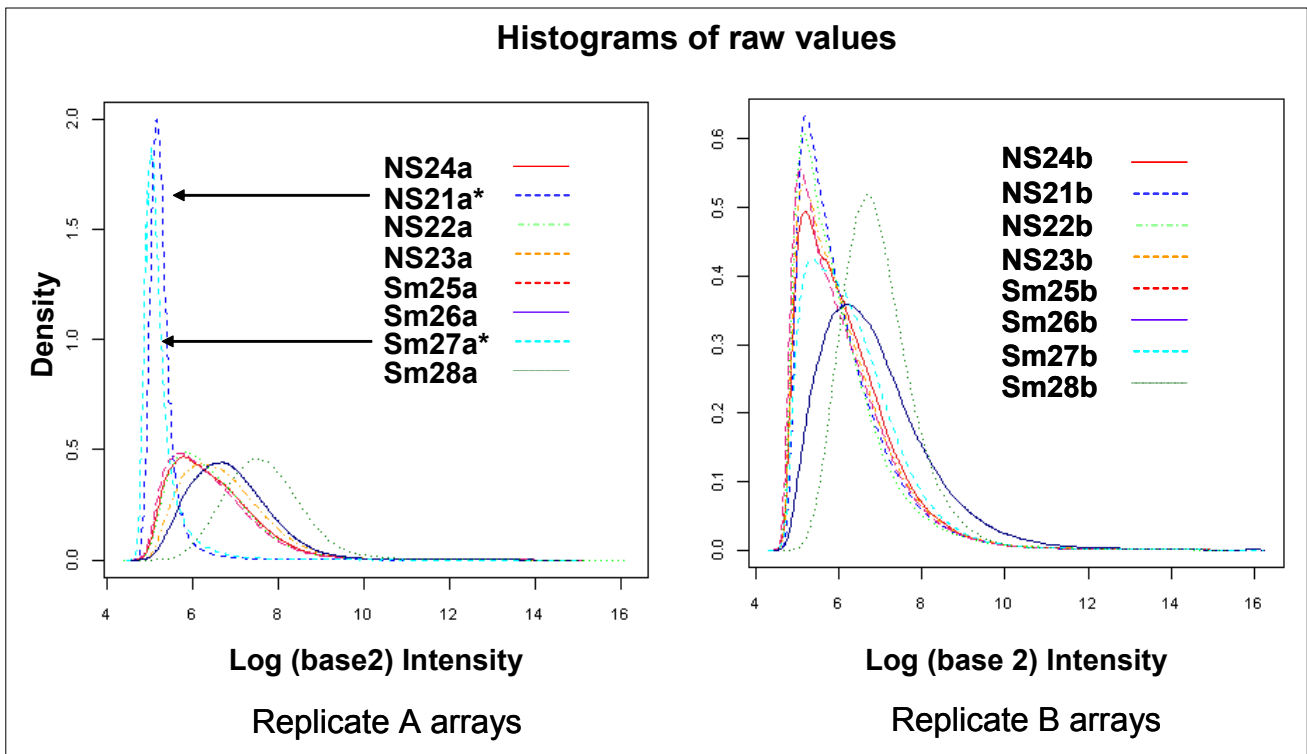 Histograms of raw values
Density
2.0
1.5
1.0
0.5
0.0
NS24a
NS21a*
NS22a
NS23a
Sm25a
Sm26a
Sm27a*
Sm28a
4 6 8 10 12 14 16
Log (base2) Intensity
Replicate A arrays
0.6
0.5
0.4
0.3
0.2
0.1
0.0
NS24b
NS21b
NS22b
NS23b
Sm25b
Sm26b
Sm27b
Sm28b
4 6 8 10 12 14 16
Log (base 2) Intensity
Replicate B arrays